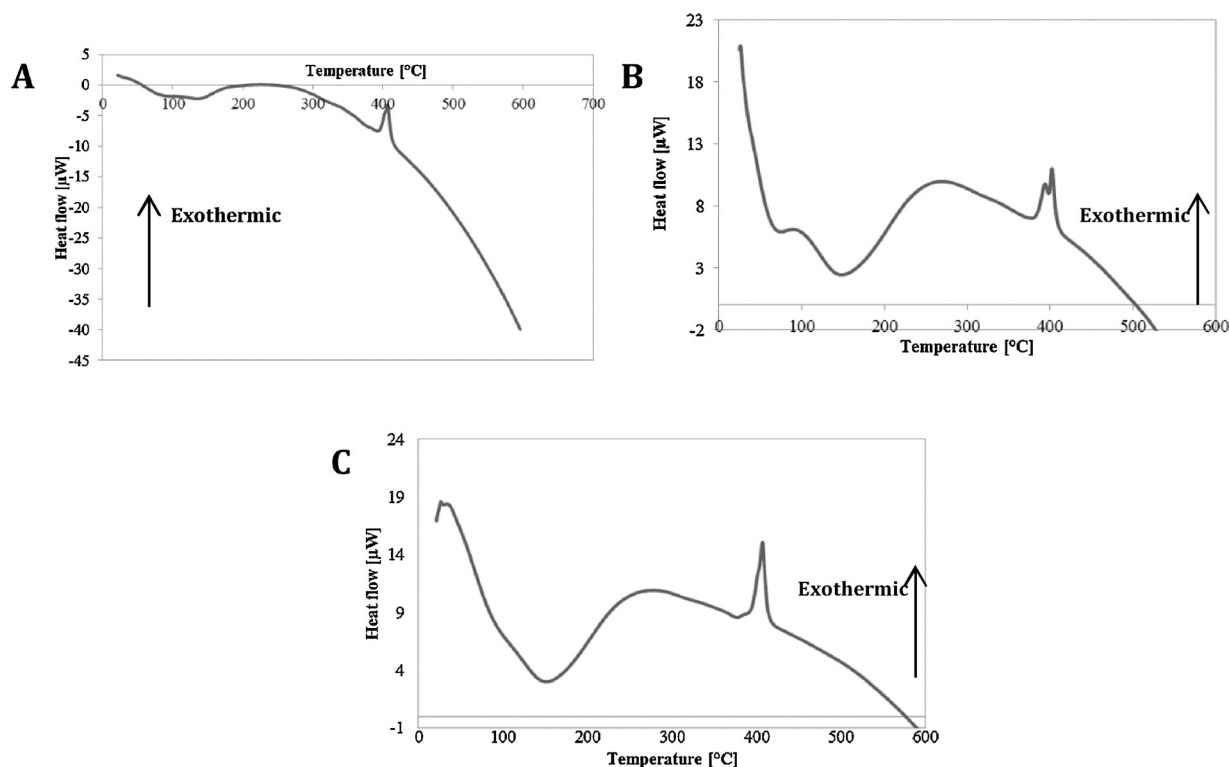 A
Temperature [°C]
5
0
-5
-10
-15
-20
-25
-30
-35
-40
-45
0 100 200 300 400 500 600 700
Heat flow [µW]
Exothermic
B
23
18
13
8
3
-2
Heat flow [µW]
Exothermic
0 100 200 300 400 500 600
Temperature [°C]
C
24
19
14
9
4
-1
Heat flow [µW]
Exothermic
0 100 200 300 400 500 600
Temperature [°C]